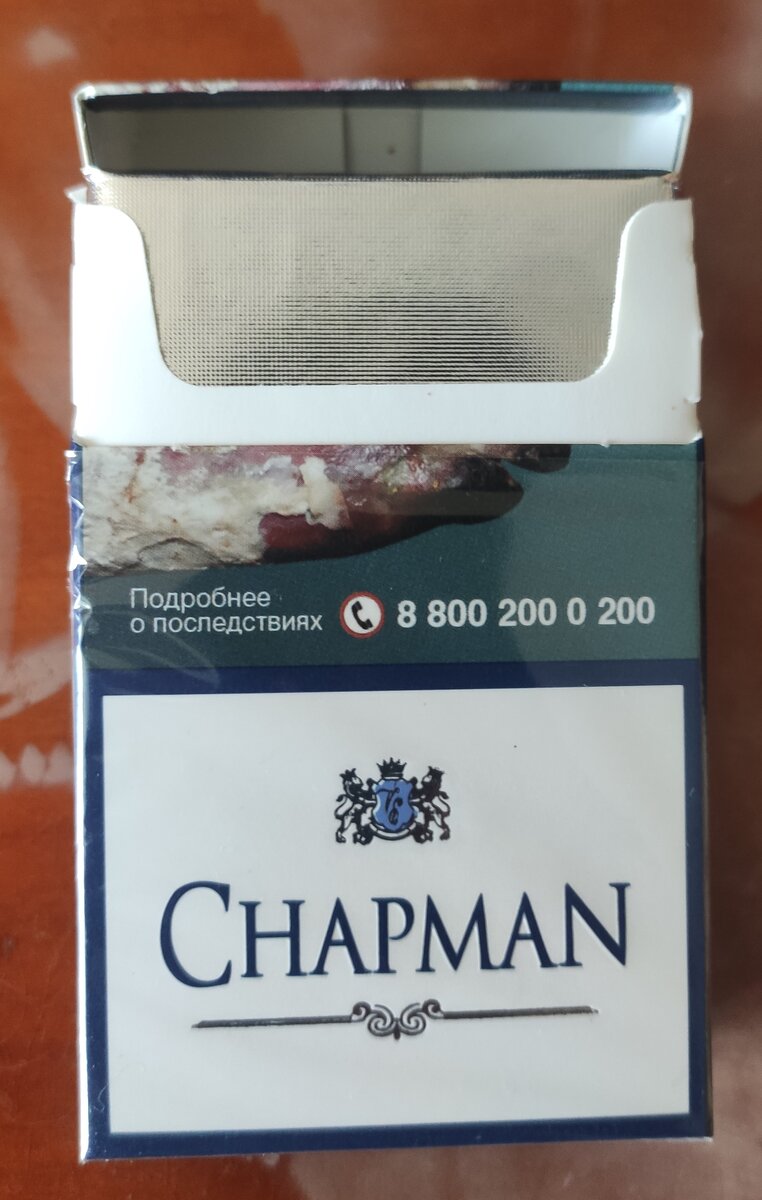 Подробнее
о последствиях
8 800 200 0 200
CHAPMAN